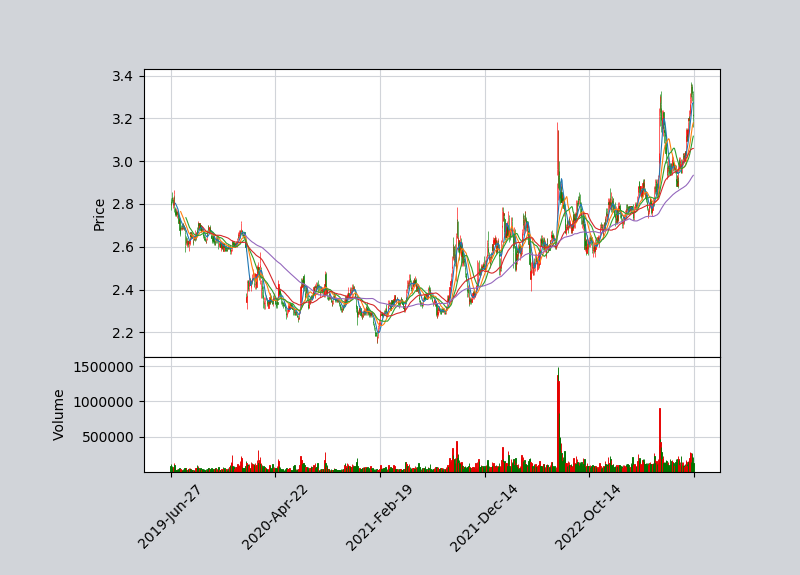 3.4
3.2
3.0
2.8
2.6
2.4
2.2
Price
1500000
1000000
500000
Volume
2019-Jun-27
2020-Apr-22
2021-Feb-19
2021-Dec-14
2022-Oct-14